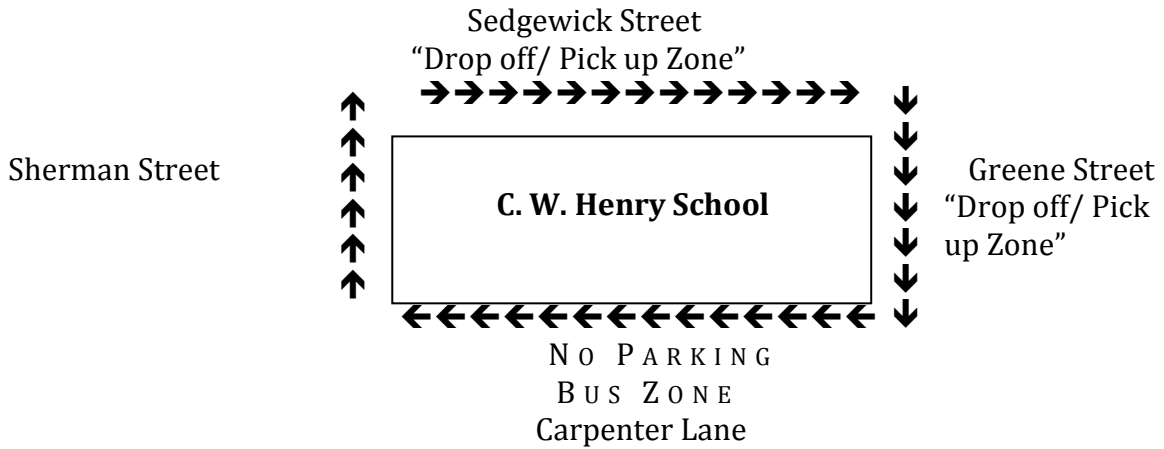 Sedgewick Street
“Drop off/ Pick up Zone”
Sherman Street
C. W. Henry School
Greene Street
“Drop off/ Pick
up Zone”
NO PARKING
BUS ZONE
Carpenter Lane